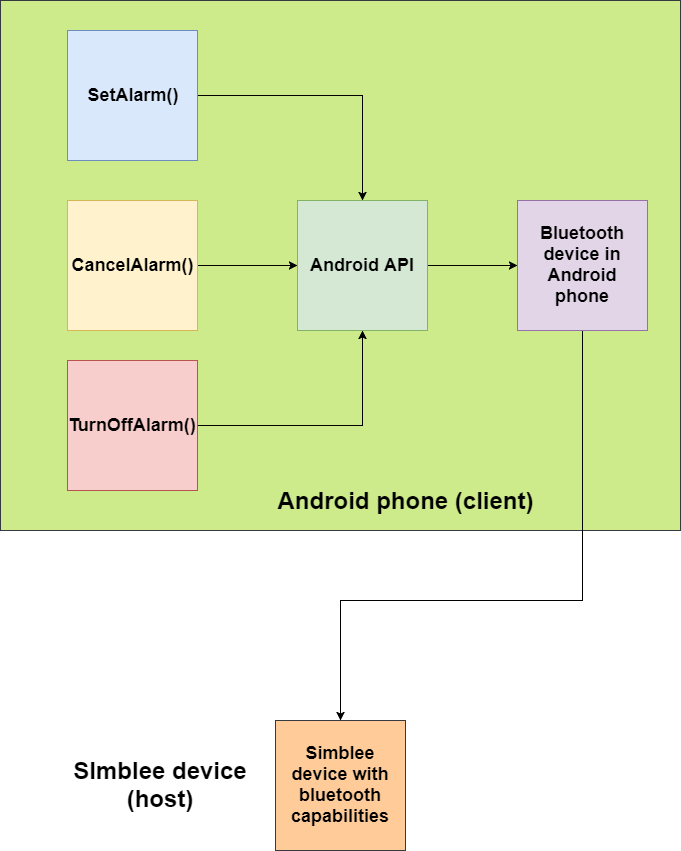 SetAlarm()
CancelAlarm()
Android API
Bluetooth
device in
Android
phone
TurnOffAlarm()
Android phone (client)
SImblee device
(host)
Simblee
device with
bluetooth
capabilities